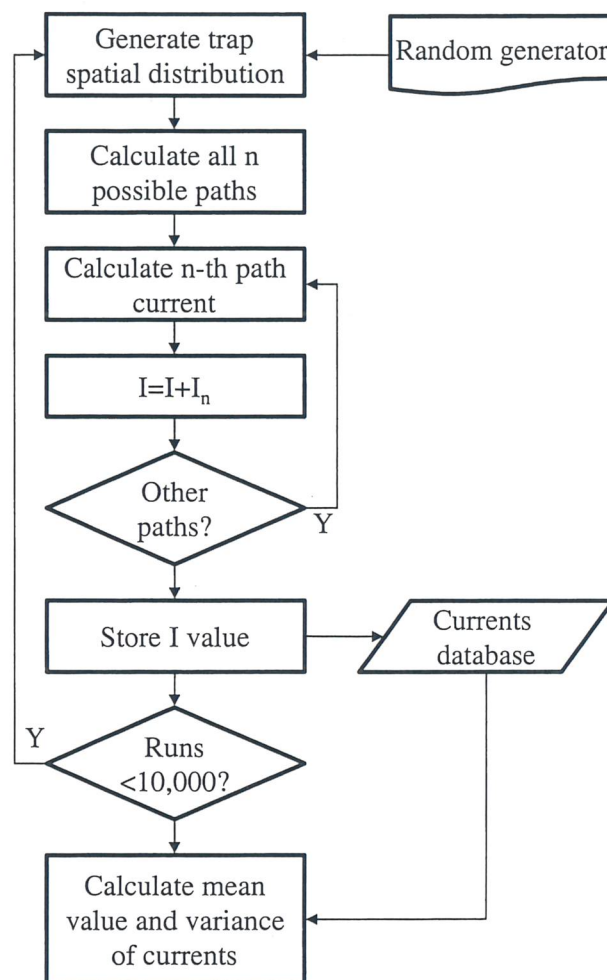 Generate trap
spatial distribution
Random generator
Calculate all n
possible paths
Calculate n-th path
current
I=I+Iₙ
Other
paths?
Y
Store I value
Currents
database
Y
Runs
<10,000?
Calculate mean
value and variance
of currents